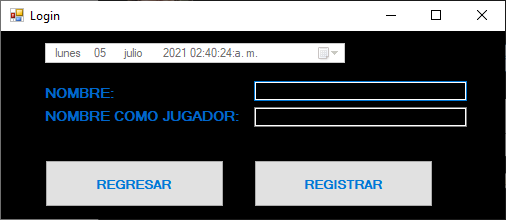 Login
lunes 05 julio 2021 02:40:24:a. m.
NOMBRE:
NOMBRE COMO JUGADOR:
REGRESAR REGISTRAR